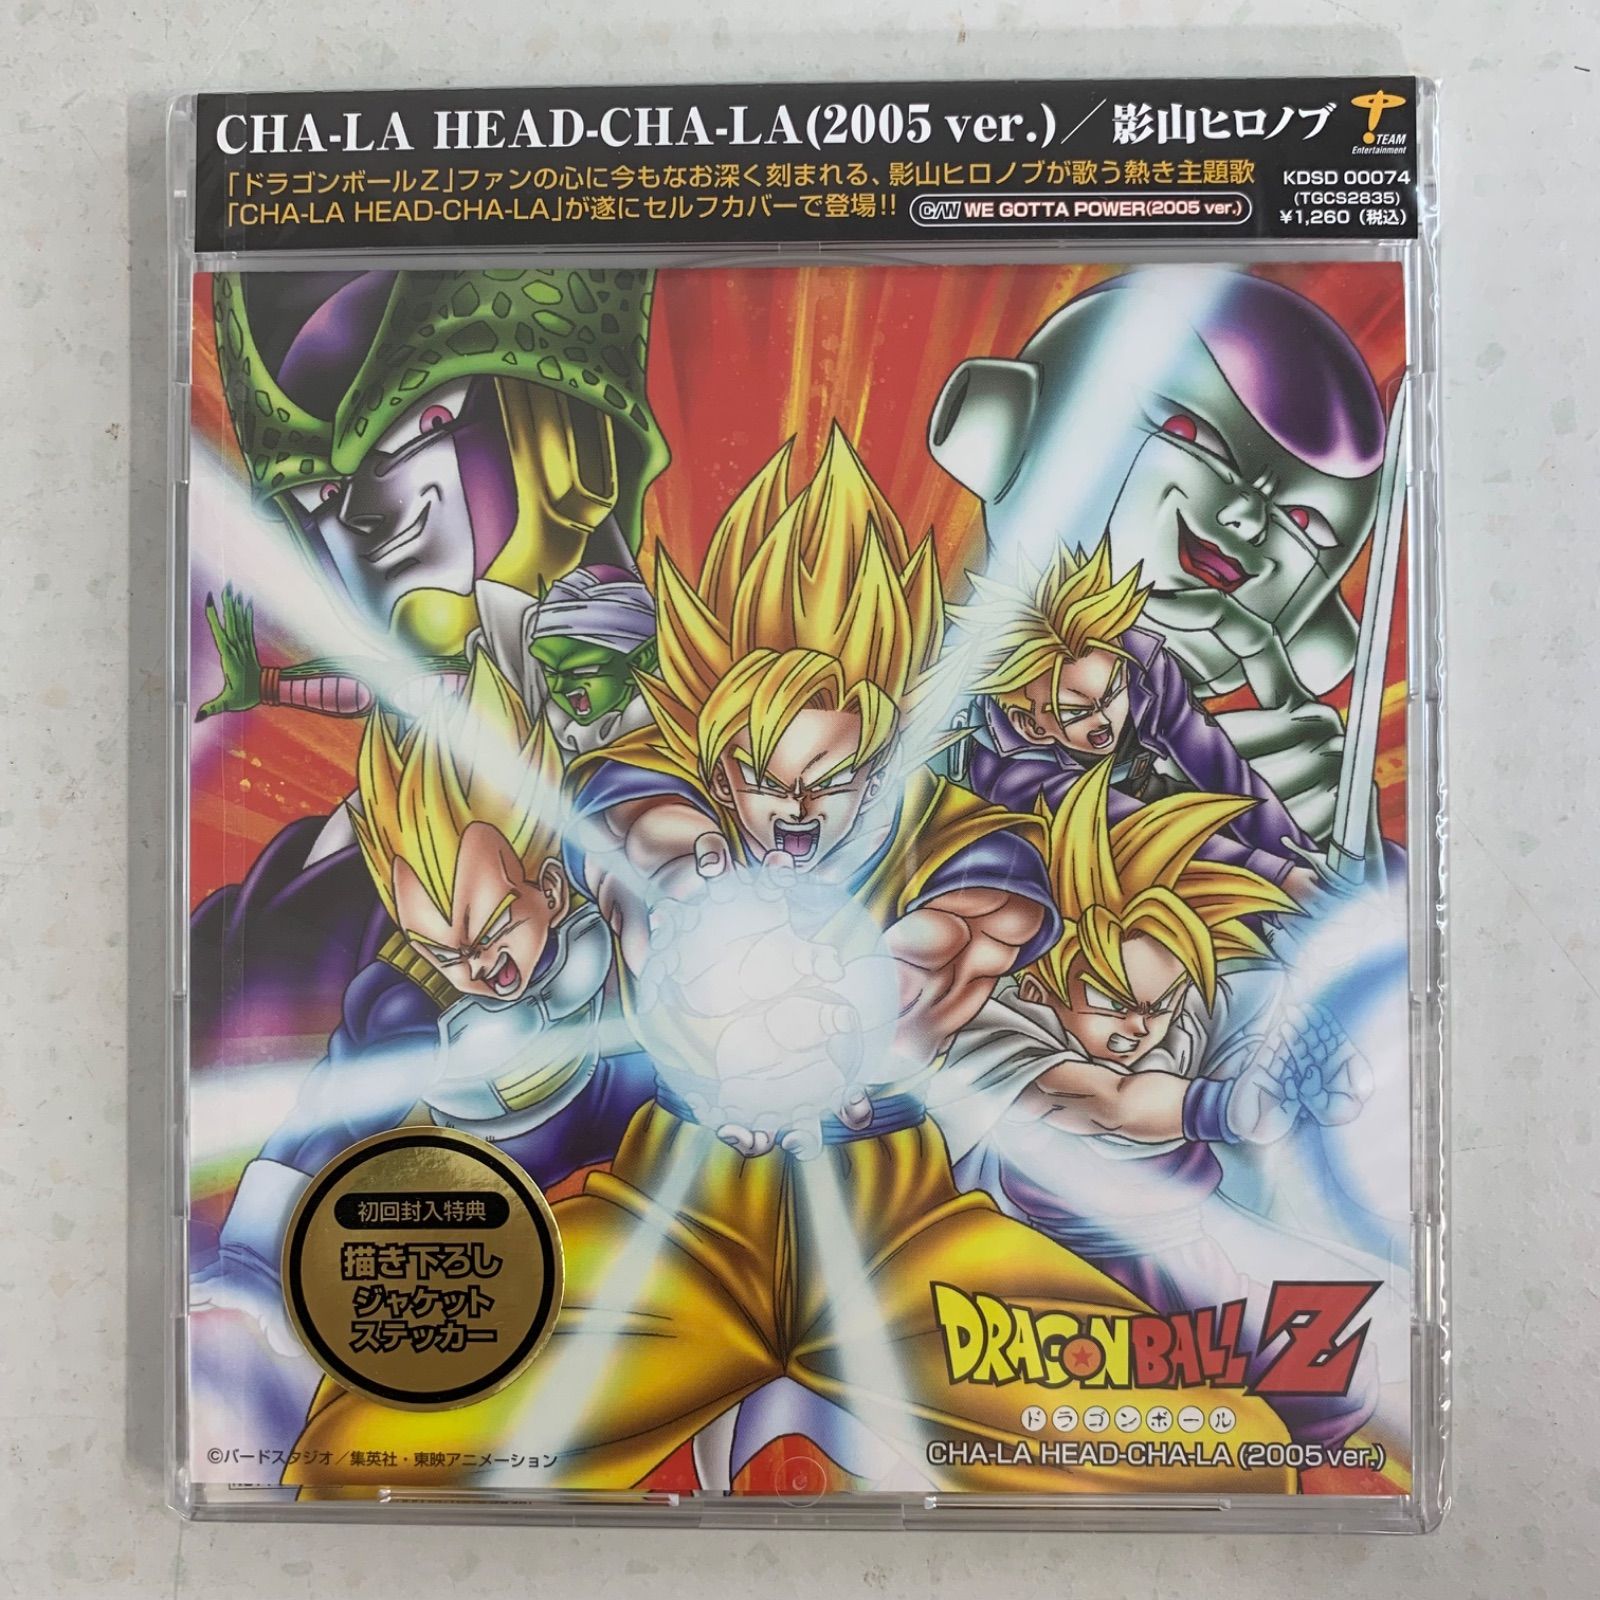 CHA-LA HEAD-CHA-LA(2005 ver.)／影山ヒロノブ
TEAM
Entertainment
「ドラゴンボールZ」ファンの心に今もなお深く刻まれる、影山ヒロノブが歌う熱き主題歌
「CHA-LA HEAD-CHA-LA」が遂にセルフカバーで登場!!
C/W WE GOTTA POWER(2005 ver.)
KDSD 00074
(TGCS2835)
¥1,260（税込）
初回封入特典
描き下ろし
ジャケット
ステッカー
DRAGONBALL Z
ドラゴンボール
CHA-LA HEAD-CHA-LA (2005 ver.)
©バードスタジオ／集英社・東映アニメーション